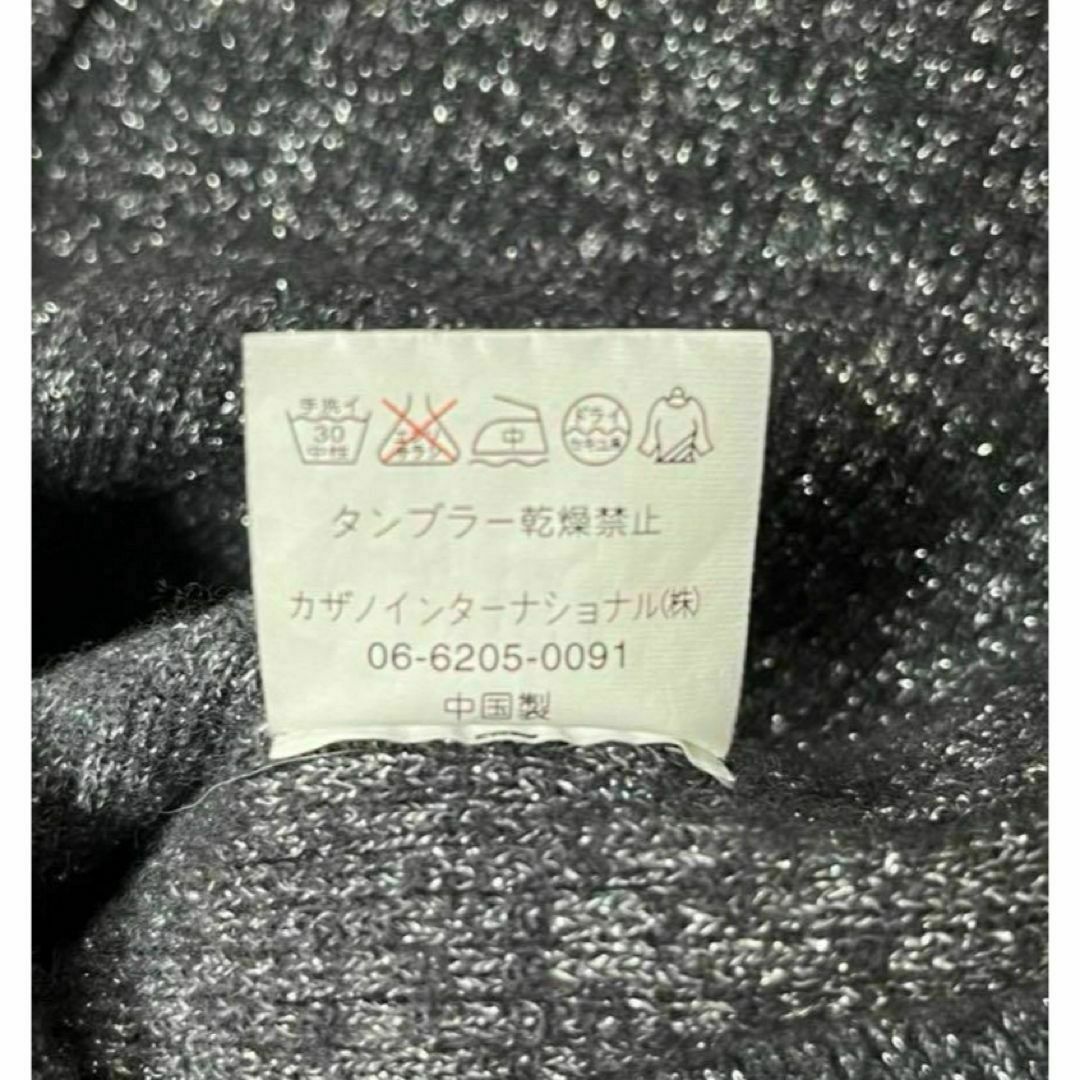 手洗イ
30
中性
エンソ
サラシ
中
ドライ
セキユ系
タンブラー乾燥禁止
カザノインターナショナル(株)
06-6205-0091
中国製